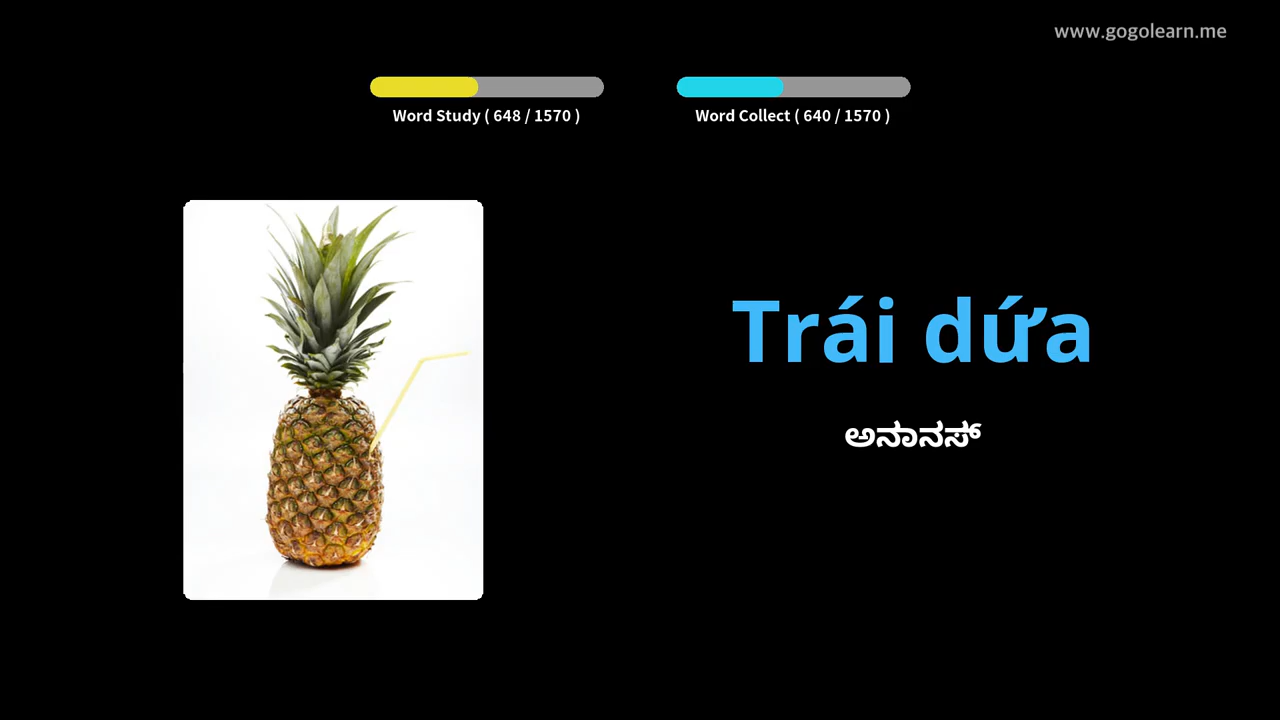 www.gogolearn.me
Word Study ( 648 / 1570 )
Word Collect ( 640 / 1570 )
Trái dứa
ಅನಾನಸ್